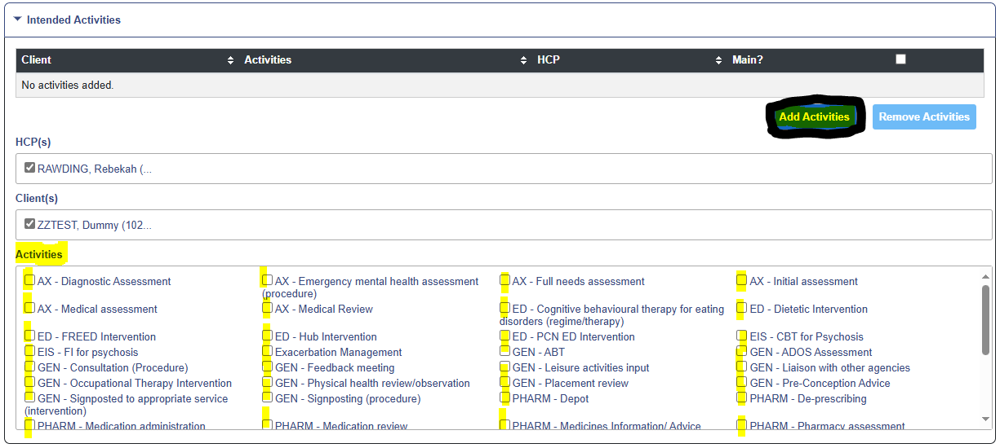 Intended Activities
Client Activities HCP Main?
No activities added.
Add Activities Remove Activities
HCP(s)
RAWDING, Rebekah (...
Client(s)
ZZTEST, Dummy (102...
Activities
AX - Diagnostic Assessment
AX - Emergency mental health assessment
(procedure)
AX - Full needs assessment
AX - Initial assessment
AX - Medical assessment
AX - Medical Review
ED - Cognitive behavioural therapy for eating
disorders (regime/therapy)
ED - Dietetic Intervention
ED - FREED Intervention
ED - Hub Intervention
ED - PCN ED Intervention
EIS - CBT for Psychosis
EIS - FI for psychosis
Exacerbation Management
GEN - ABT
GEN - ADOS Assessment
GEN - Consultation (Procedure)
GEN - Feedback meeting
GEN - Leisure activities input
GEN - Liaison with other agencies
GEN - Occupational Therapy Intervention
GEN - Physical health review/observation
GEN - Placement review
GEN - Pre-Conception Advice
GEN - Signposted to appropriate service
(intervention)
GEN - Signposting (procedure)
PHARM - Depot
PHARM - De-prescribing
PHARM - Medication administration
PHARM - Medication review
PHARM - Medicines Information/ Advice
PHARM - Pharmacy assessment